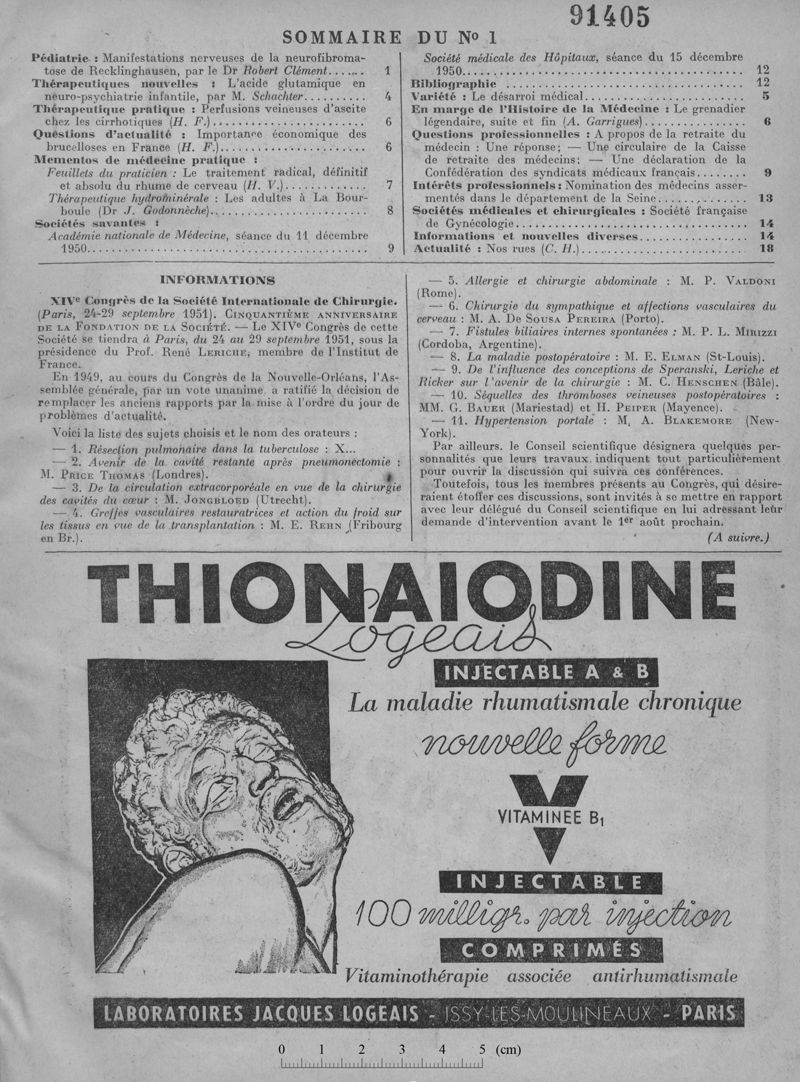 91405
SOMMAIRE DU No 1
Pédiatrie : Manifestations nerveuses de la neurofibroma-
tose de Recklinghausen, par le Dr Robert Clément....... 1
Thérapeutiques nouvelles : L'acide glutamique en
neuro-psychiatrie infantile, par M. Schachter.......... 4
Thérapeutique pratique : Perfusions veineuses d'ascite
chez les cirrhotiques (H. F.)......................... 6
Questions d'actualité : Importance économique des
brucelloses en France (H. F.)......................... 6
Mementos de médecine pratique :
Feuillets du praticien : Le traitement radical, définitif
et absolu du rhume de cerveau (H. V.)............. 7
Thérapeutique hydrominérale : Les adultes à La Bour-
boule (Dr J. Godonnèche)......................... 8
Sociétés savantes :
Académie nationale de Médecine, séance du 11 décembre
1950.............................................. 9
Société médicale des Hôpitaux, séance du 15 décembre
1950.............................................. 12
Bibliographie ....................................... 12
Variété : Le désarroi médical......................... 5
En marge de l'Histoire de la Médecine : Le grenadier
légendaire, suite et fin (A. Garrigues)................. 6
Questions professionnelles : A propos de la retraite du
médecin : Une réponse; — Une circulaire de la Caisse
de retraite des médecins; — Une déclaration de la
Confédération des syndicats médicaux français........ 9
Intérêts professionnels : Nomination des médecins asser-
mentés dans le département de la Seine............... 13
Sociétés médicales et chirurgicales : Société française
de Gynécologie.................................... 14
Informations et nouvelles diverses.................. 14
Actualité : Nos rues (C. H.)........................... 18
INFORMATIONS
XIVe Congrès de la Société Internationale de Chirurgie.
(Paris, 24-29 septembre 1951). CINQUANTIÈME ANNIVERSAIRE
DE LA FONDATION DE LA SOCIÉTÉ. — Le XIVe Congrès de cette
Société se tiendra à Paris, du 24 au 29 septembre 1951, sous la
présidence du Prof. René LERICHE, membre de l'Institut de
France.
En 1949, au cours du Congrès de la Nouvelle-Orléans, l'As-
semblée générale, par un vote unanime, a ratifié la décision de
remplacer les anciens rapports par la mise à l'ordre du jour de
problèmes d'actualité.
Voici la liste des sujets choisis et le nom des orateurs :
— 1. Résection pulmonaire dans la tuberculose : X...
— 2. Avenir de la cavité restante après pneumonectomie :
M. PRICE THOMAS (Londres).
— 3. De la circulation extracorporéale en vue de la chirurgie
des cavités du cœur : M. JONGBLOED (Utrecht).
— 4. Greffes vasculaires restauratrices et action du froid sur
les tissus en vue de la transplantation : M. E. REHN (Fribourg
en Br.).
— 5. Allergie et chirurgie abdominale : M. P. VALDONI
(Rome).
— 6. Chirurgie du sympathique et affections vasculaires du
cerveau : M. A. DE SOUSA PEREIRA (Porto).
— 7. Fistules biliaires internes spontanées : M. P. L. MIRIZZI
(Cordoba, Argentine).
— 8. La maladie postopératoire : M. E. ELMAN (St-Louis).
— 9. De l'influence des conceptions de Speranski, Leriche et
Ricker sur l'avenir de la chirurgie : M. C. HENSCHEN (Bâle).
— 10. Séquelles des thromboses veineuses postopératoires :
MM. G. BAUER (Mariestad) et H. PEIPER (Mayence).
— 11. Hypertension portale : M. A. BLAKEMORE (New-
York).
Par ailleurs, le Conseil scientifique désignera quelques per-
sonnalités que leurs travaux indiquent tout particulièrement
pour ouvrir la discussion qui suivra ces conférences.
Toutefois, tous les membres présents au Congrès, qui désire-
raient étoffer ces discussions, sont invités à se mettre en rapport
avec leur délégué du Conseil scientifique en lui adressant leur
demande d'intervention avant le 1er août prochain.
(A suivre.)
THIONAIODINE
Logeais
INJECTABLE A & B
La maladie rhumatismale chronique
nouvelle forme
VITAMINEE B1
INJECTABLE
100 milligr. par injection
COMPRIMÉS
Vitaminothérapie associée antirhumatismale
LABORATOIRES JACQUES LOGEAIS - ISSY-LES-MOULINEAUX - PARIS
0 1 2 3 4 5 (cm)